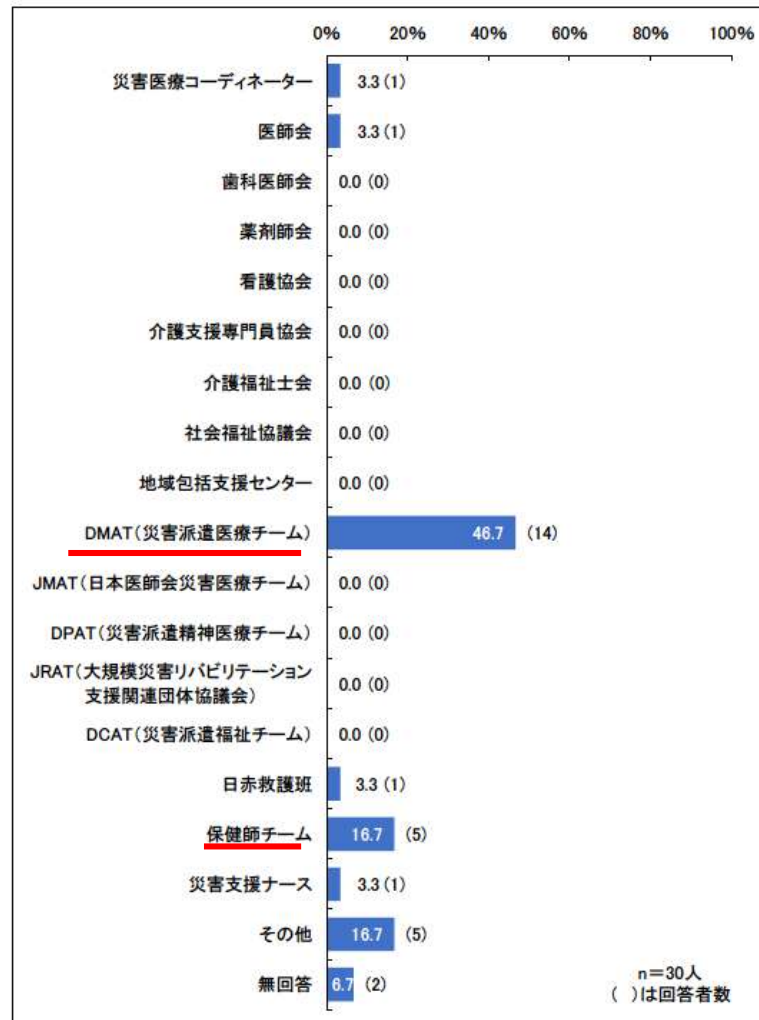 0% 20% 40% 60% 80% 100%
災害医療コーディネーター 3.3 (1)
医師会 3.3 (1)
歯科医師会 0.0 (0)
薬剤師会 0.0 (0)
看護協会 0.0 (0)
介護支援専門員協会 0.0 (0)
介護福祉士会 0.0 (0)
社会福祉協議会 0.0 (0)
地域包括支援センター 0.0 (0)
DMAT(災害派遣医療チーム) 46.7 (14)
JMAT(日本医師会災害医療チーム) 0.0 (0)
DPAT(災害派遣精神医療チーム) 0.0 (0)
JRAT(大規模災害リバビリテーション
支援関連団体協議会) 0.0 (0)
DCAT(災害派遣福祉チーム) 0.0 (0)
日赤救護班 3.3 (1)
保健師チーム 16.7 (5)
災害支援ナース 3.3 (1)
その他 16.7 (5)
無回答 6.7 (2)
n=30人
( )は回答者数